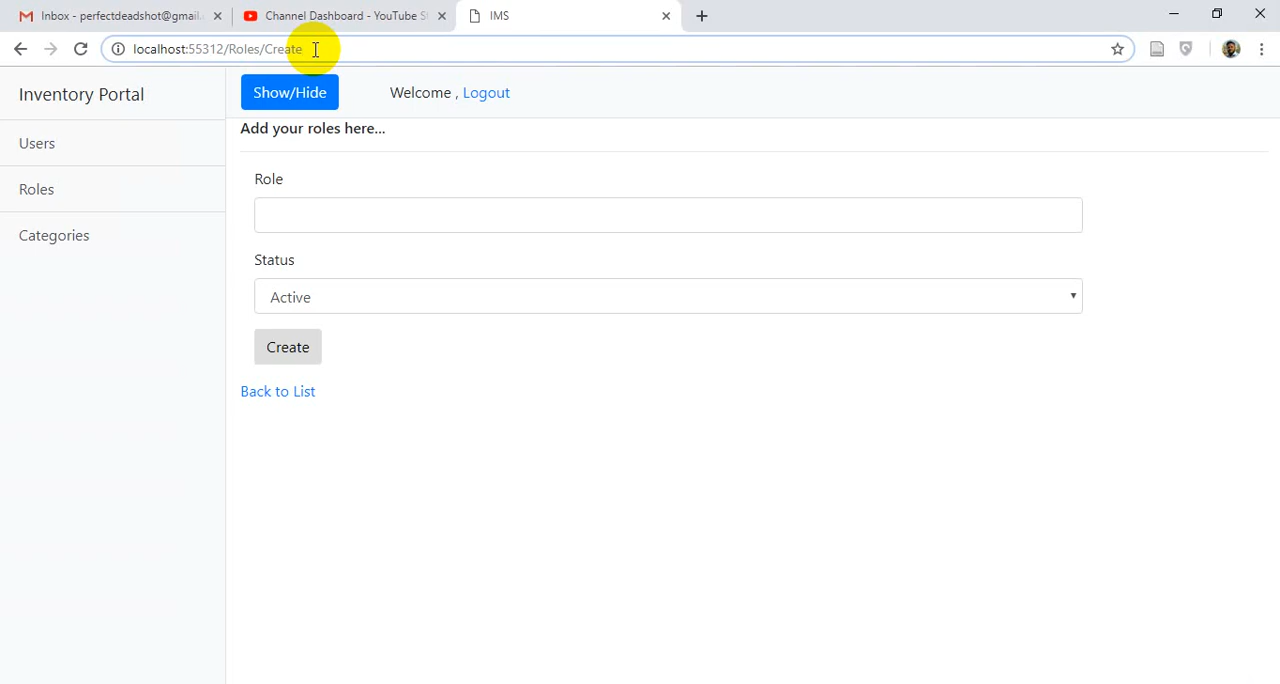 Inbox - perfectdeadshot@gmail.c
Channel Dashboard - YouTube S
IMS
localhost:55312/Roles/Create
Inventory Portal
Show/Hide
Welcome , Logout
Users
Roles
Categories
Add your roles here...
Role
Status
Active
Create
Back to List